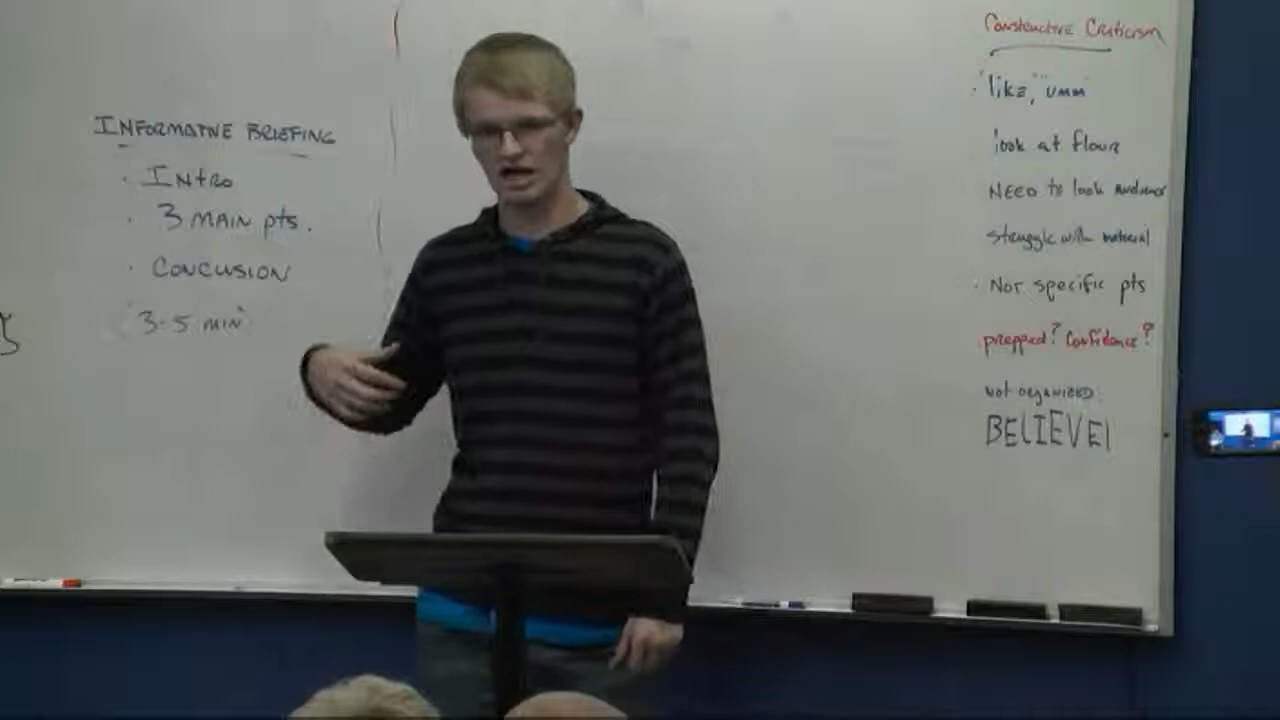 INFORMATIVE BRIEFING
· INtRO
· 3 MAIN pts.
· CONCLUSION
"3-5 MIN"
}
Constructive Criticism
· "like," "umm"
look at floor
NEED to look Audience
struggle with material
· Not specific pts
prepped? Confidence?
not organized
BELIEVE!